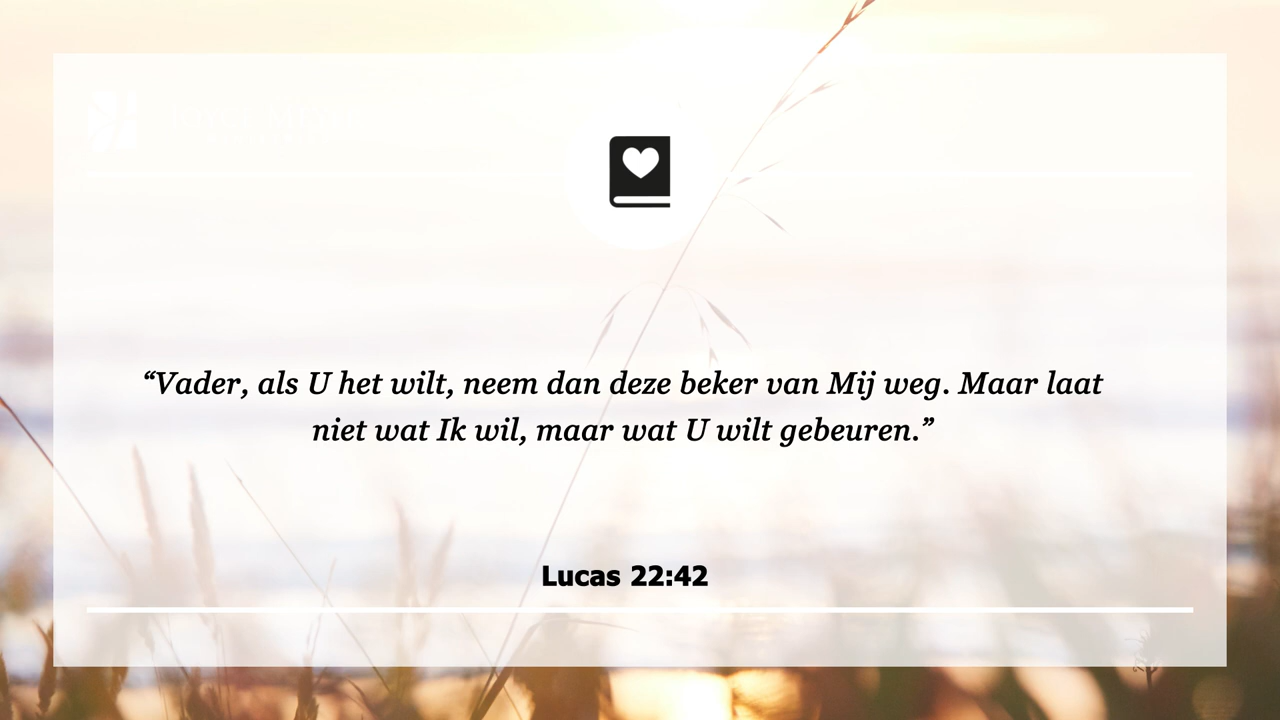 “Vader, als U het wilt, neem dan deze beker van Mij weg. Maar laat
niet wat Ik wil, maar wat U wilt gebeuren.”
Lucas 22:42